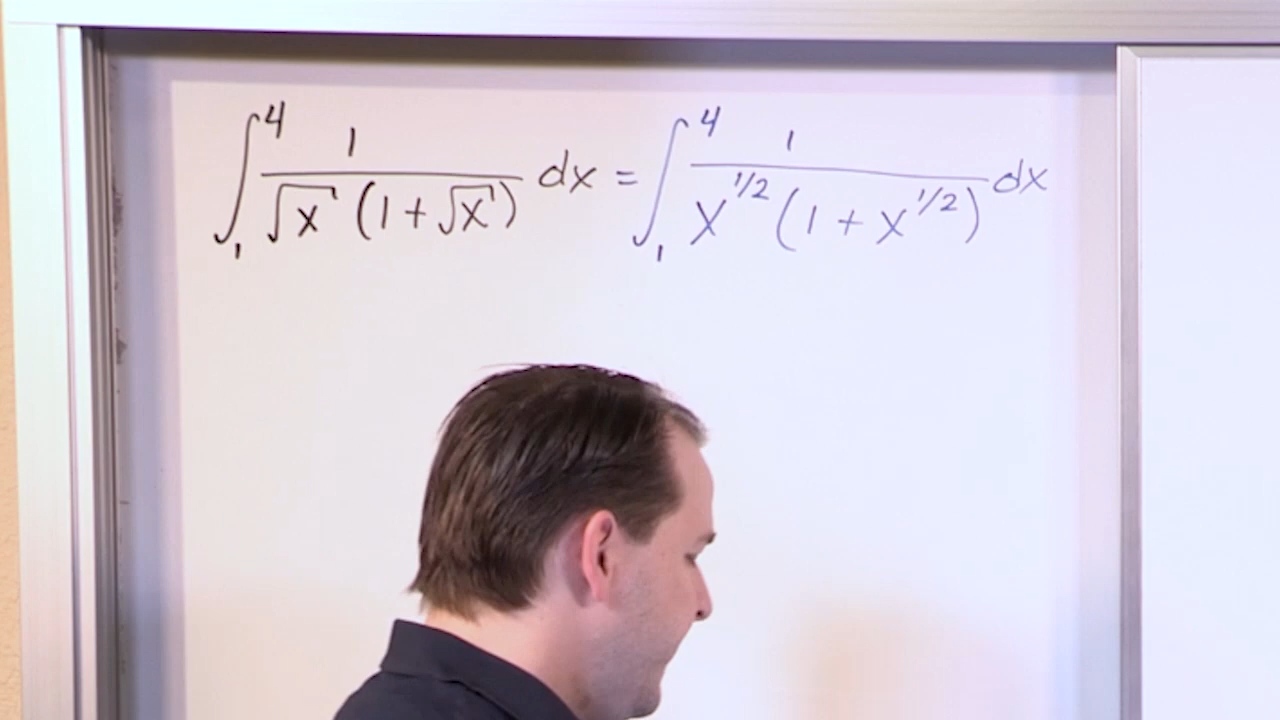 ∫₁⁴ 1/(√x (1+√x)) dx = ∫₁⁴ 1/(x^(1/2) (1+x^(1/2))) dx